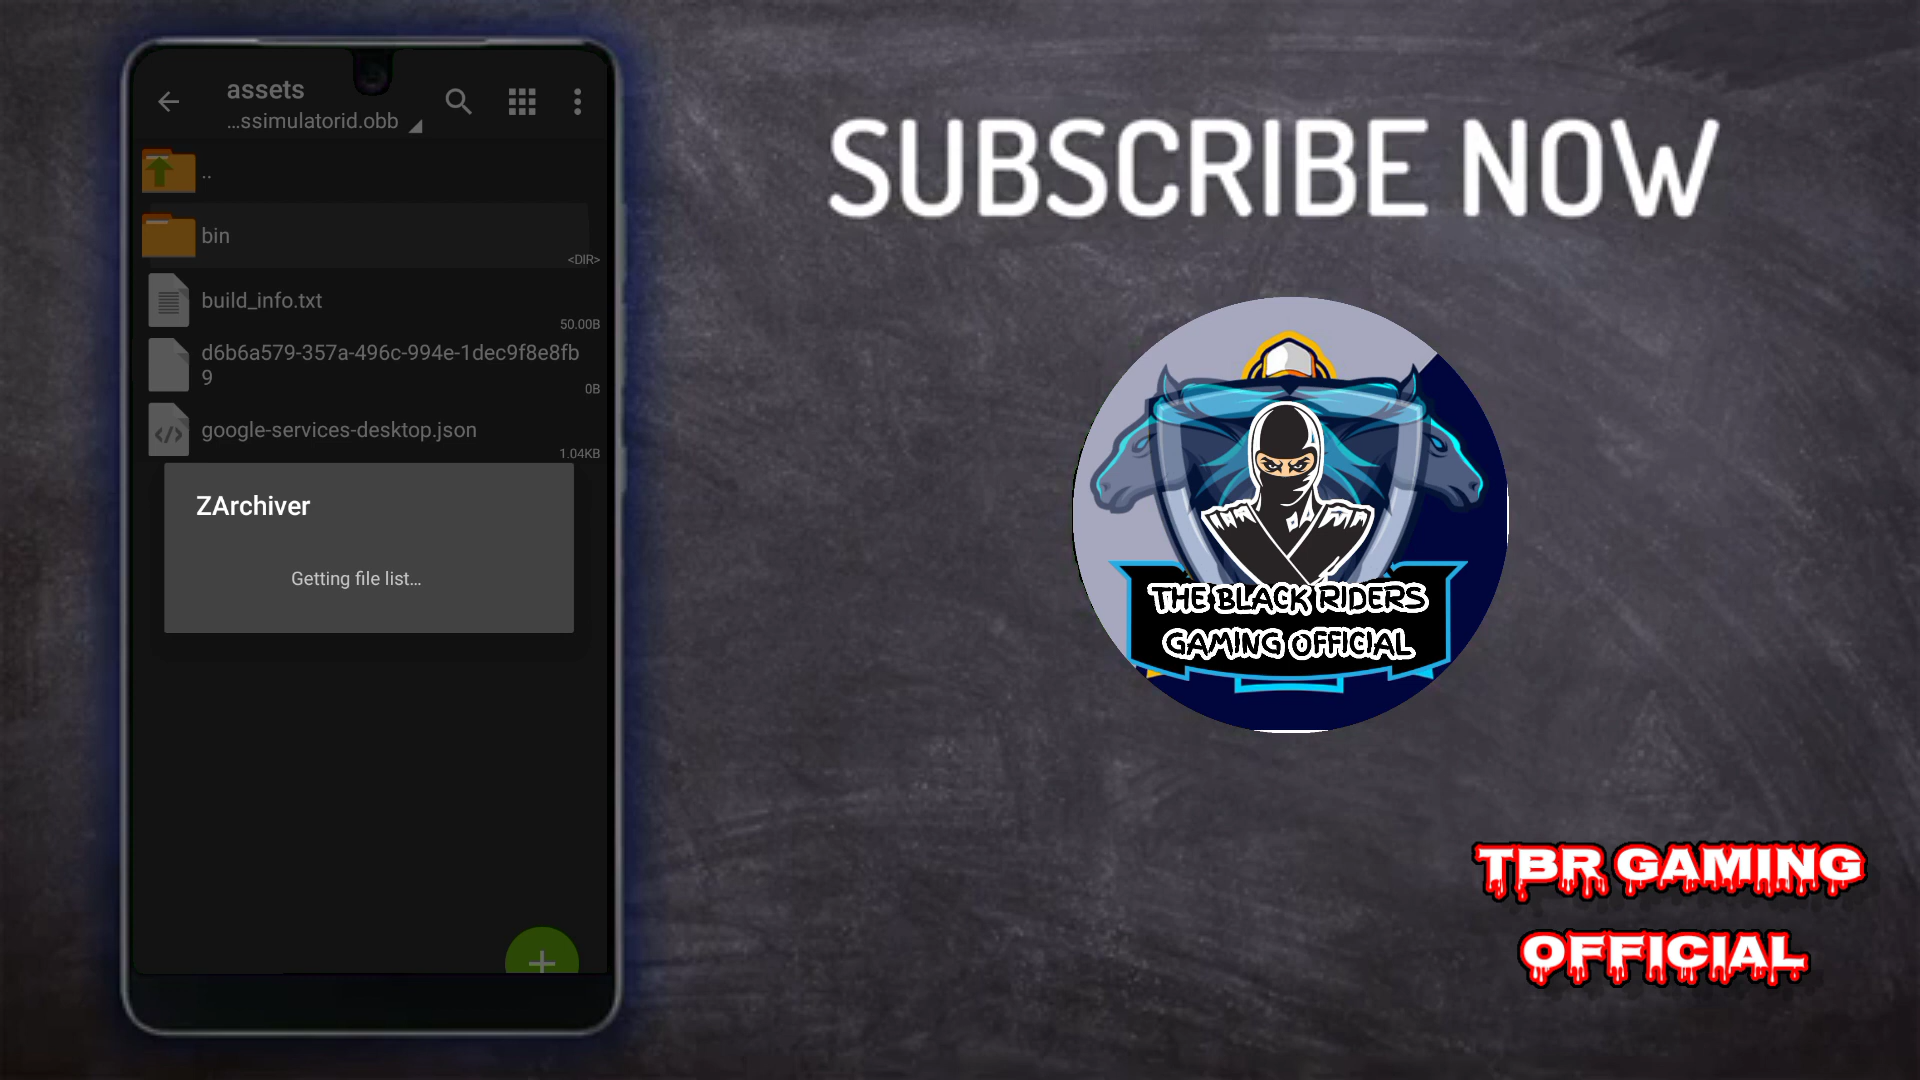 assets
...ssimulatorid.obb
..
bin
<DIR>
build_info.txt
50.00B
d6b6a579-357a-496c-994e-1dec9f8e8fb
9
0B
google-services-desktop.json
1.04KB
ZArchiver
Getting file list...
SUBSCRIBE NOW
THE BLACK RIDERS
GAMING OFFICIAL
TBR GAMING
OFFICIAL